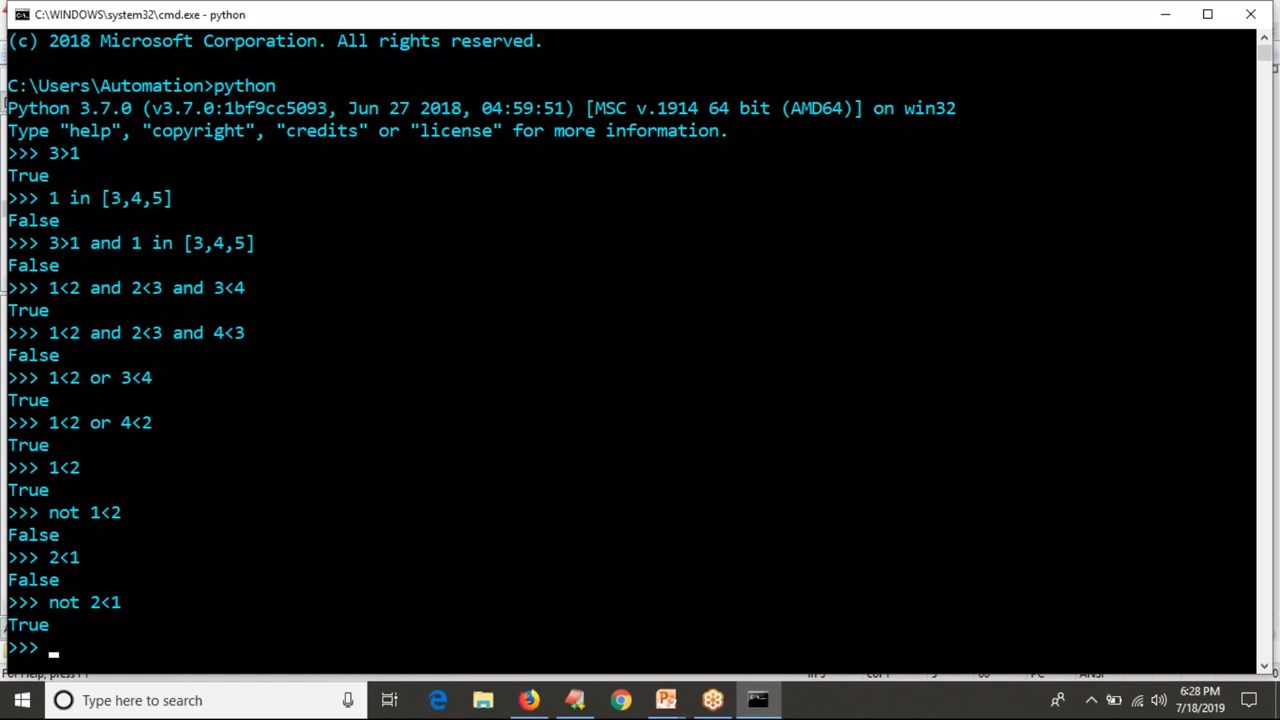 C:\WINDOWS\system32\cmd.exe - python
(c) 2018 Microsoft Corporation. All rights reserved.
C:\Users\Automation>python
Python 3.7.0 (v3.7.0:1bf9cc5093, Jun 27 2018, 04:59:51) [MSC v.1914 64 bit (AMD64)] on win32
Type "help", "copyright", "credits" or "license" for more information.
>>> 3>1
True
>>> 1 in [3,4,5]
False
>>> 3>1 and 1 in [3,4,5]
False
>>> 1<2 and 2<3 and 3<4
True
>>> 1<2 and 2<3 and 4<3
False
>>> 1<2 or 3<4
True
>>> 1<2 or 4<2
True
>>> 1<2
True
>>> not 1<2
False
>>> 2<1
False
>>> not 2<1
True
>>>
Type here to search
6:28 PM
7/18/2019